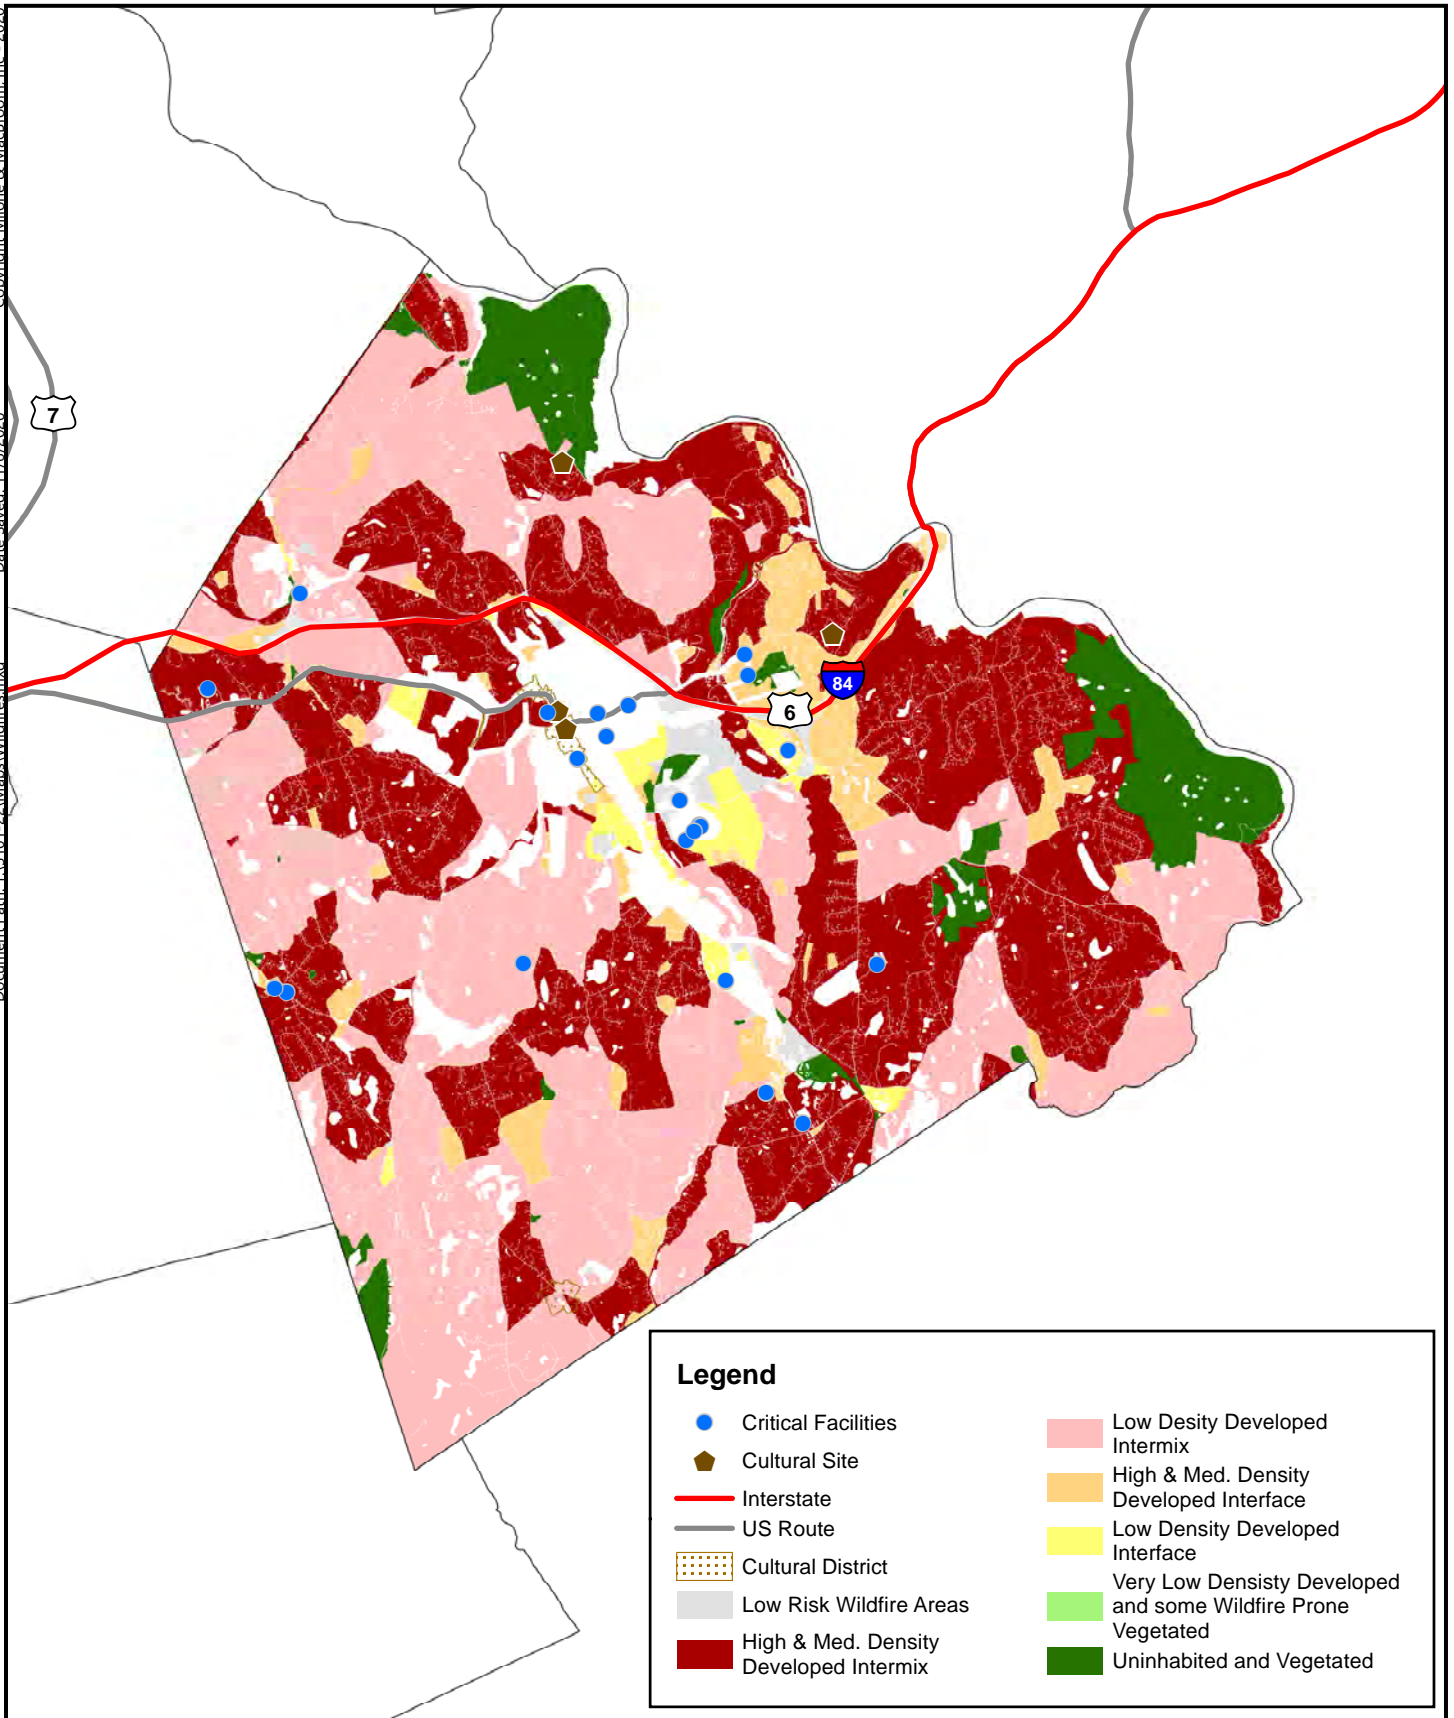 7
84
6
Legend
Critical Facilities
Cultural Site
Interstate
US Route
Cultural District
Low Risk Wildfire Areas
High & Med. Density
Developed Intermix
Low Desity Developed
Intermix
High & Med. Density
Developed Interface
Low Density Developed
Interface
Very Low Densisty Developed
and some Wildfire Prone
Vegetated
Uninhabited and Vegetated